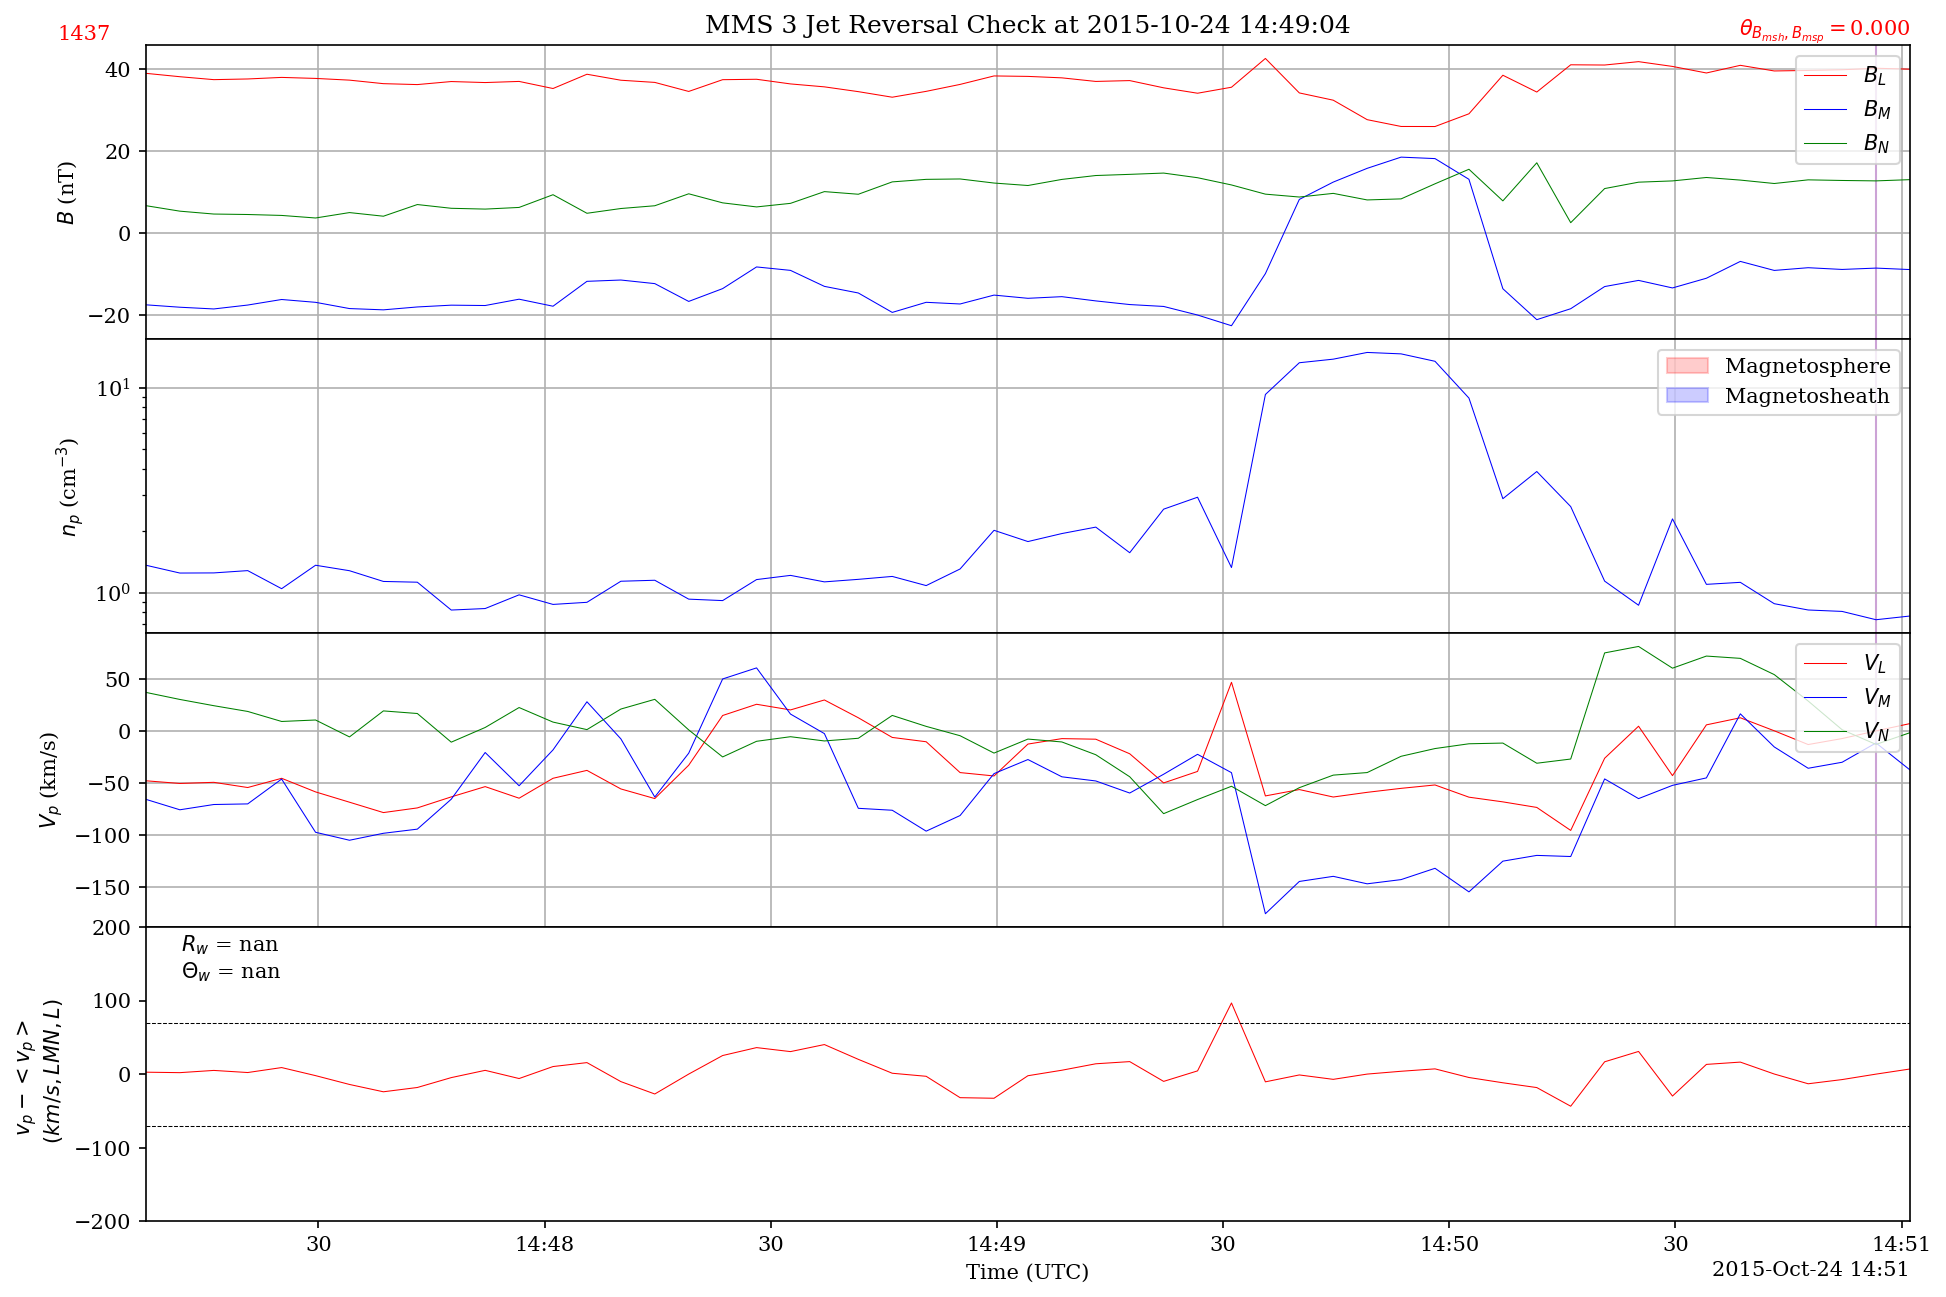 1437
MMS 3 Jet Reversal Check at 2015-10-24 14:49:04
θ_{B_{msh}, B_{msp}} = 0.000
40
20
0
−20
B (nT)
B_L
B_M
B_N
10^1
10^0
n_p (cm^{−3})
Magnetosphere
Magnetosheath
50
0
−50
−100
−150
V_p (km/s)
V_L
V_M
V_N
200
100
0
−100
−200
v_p − < v_p >
(km/s, LMN, L)
R_w = nan
Θ_w = nan
30
14:48
30
14:49
30
14:50
30
14:51
Time (UTC)
2015-Oct-24 14:51